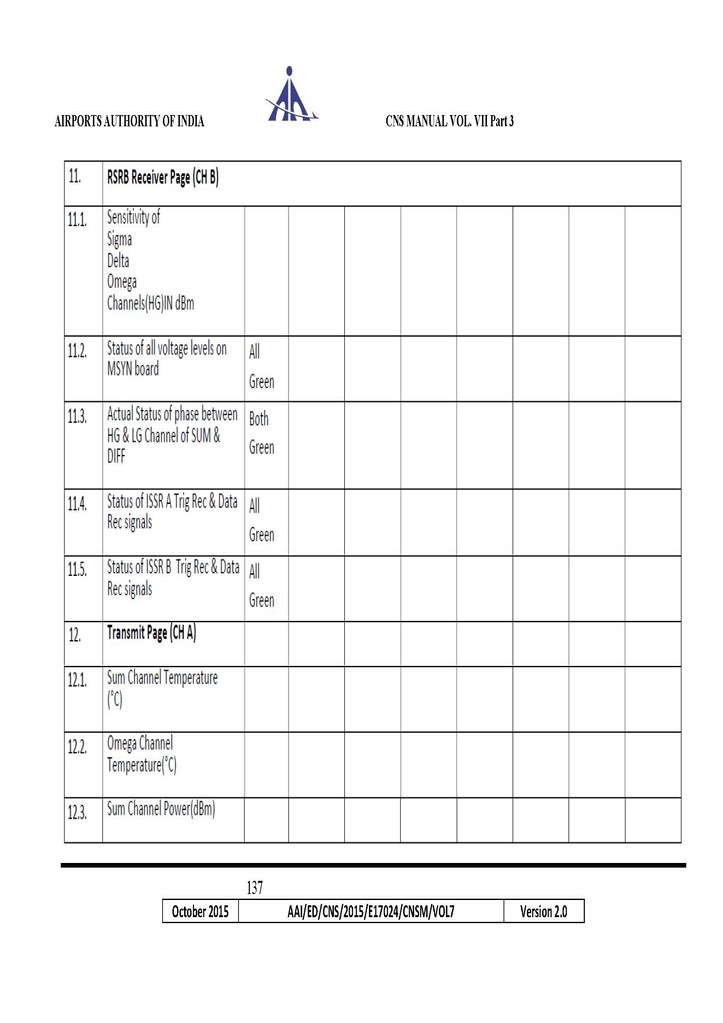 AIRPORTS AUTHORITY OF INDIA CNS MANUAL VOL. VII Part 3
11. RSRB Receiver Page (CH B)
11.1. Sensitivity of
Sigma
Delta
Omega
Channels(HG)IN dBm
11.2. Status of all voltage levels on All
MSYN board Green
11.3. Actual Status of phase between Both
HG & LG Channel of SUM & Green
DIFF
11.4. Status of ISSR A Trig Rec & Data All
Rec signals Green
11.5. Status of ISSR B Trig Rec & Data All
Rec signals Green
12. Transmit Page (CH A)
12.1. Sum Channel Temperature
(°C)
12.2. Omega Channel
Temperature(°C)
12.3. Sum Channel Power(dBm)
137
October 2015 AAI/ED/CNS/2015/E17024/CNSM/VOL7 Version 2.0